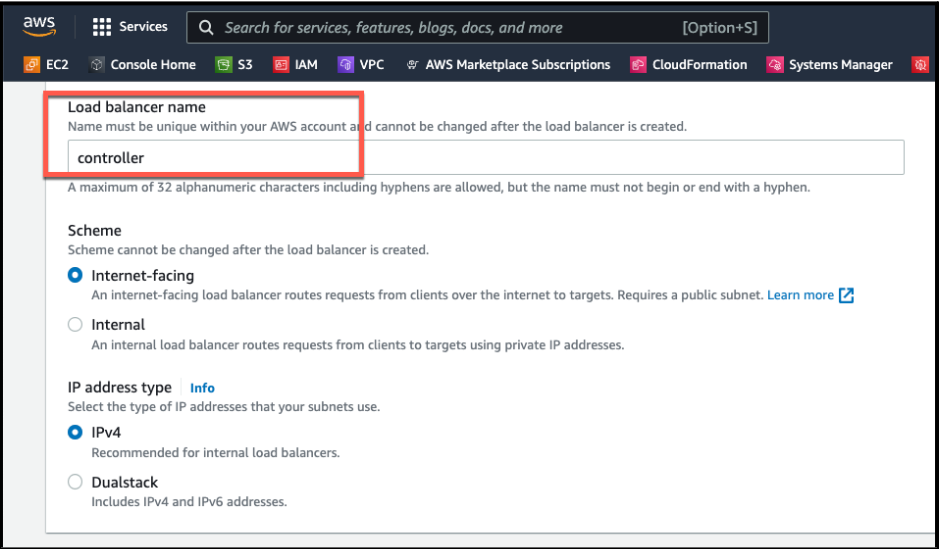 aws Services Search for services, features, blogs, docs, and more [Option+S]
EC2 Console Home S3 IAM VPC AWS Marketplace Subscriptions CloudFormation Systems Manager
Load balancer name
Name must be unique within your AWS account and cannot be changed after the load balancer is created.
controller
A maximum of 32 alphanumeric characters including hyphens are allowed, but the name must not begin or end with a hyphen.
Scheme
Scheme cannot be changed after the load balancer is created.
Internet-facing
An internet-facing load balancer routes requests from clients over the internet to targets. Requires a public subnet. Learn more
Internal
An internal load balancer routes requests from clients to targets using private IP addresses.
IP address type Info
Select the type of IP addresses that your subnets use.
IPv4
Recommended for internal load balancers.
Dualstack
Includes IPv4 and IPv6 addresses.